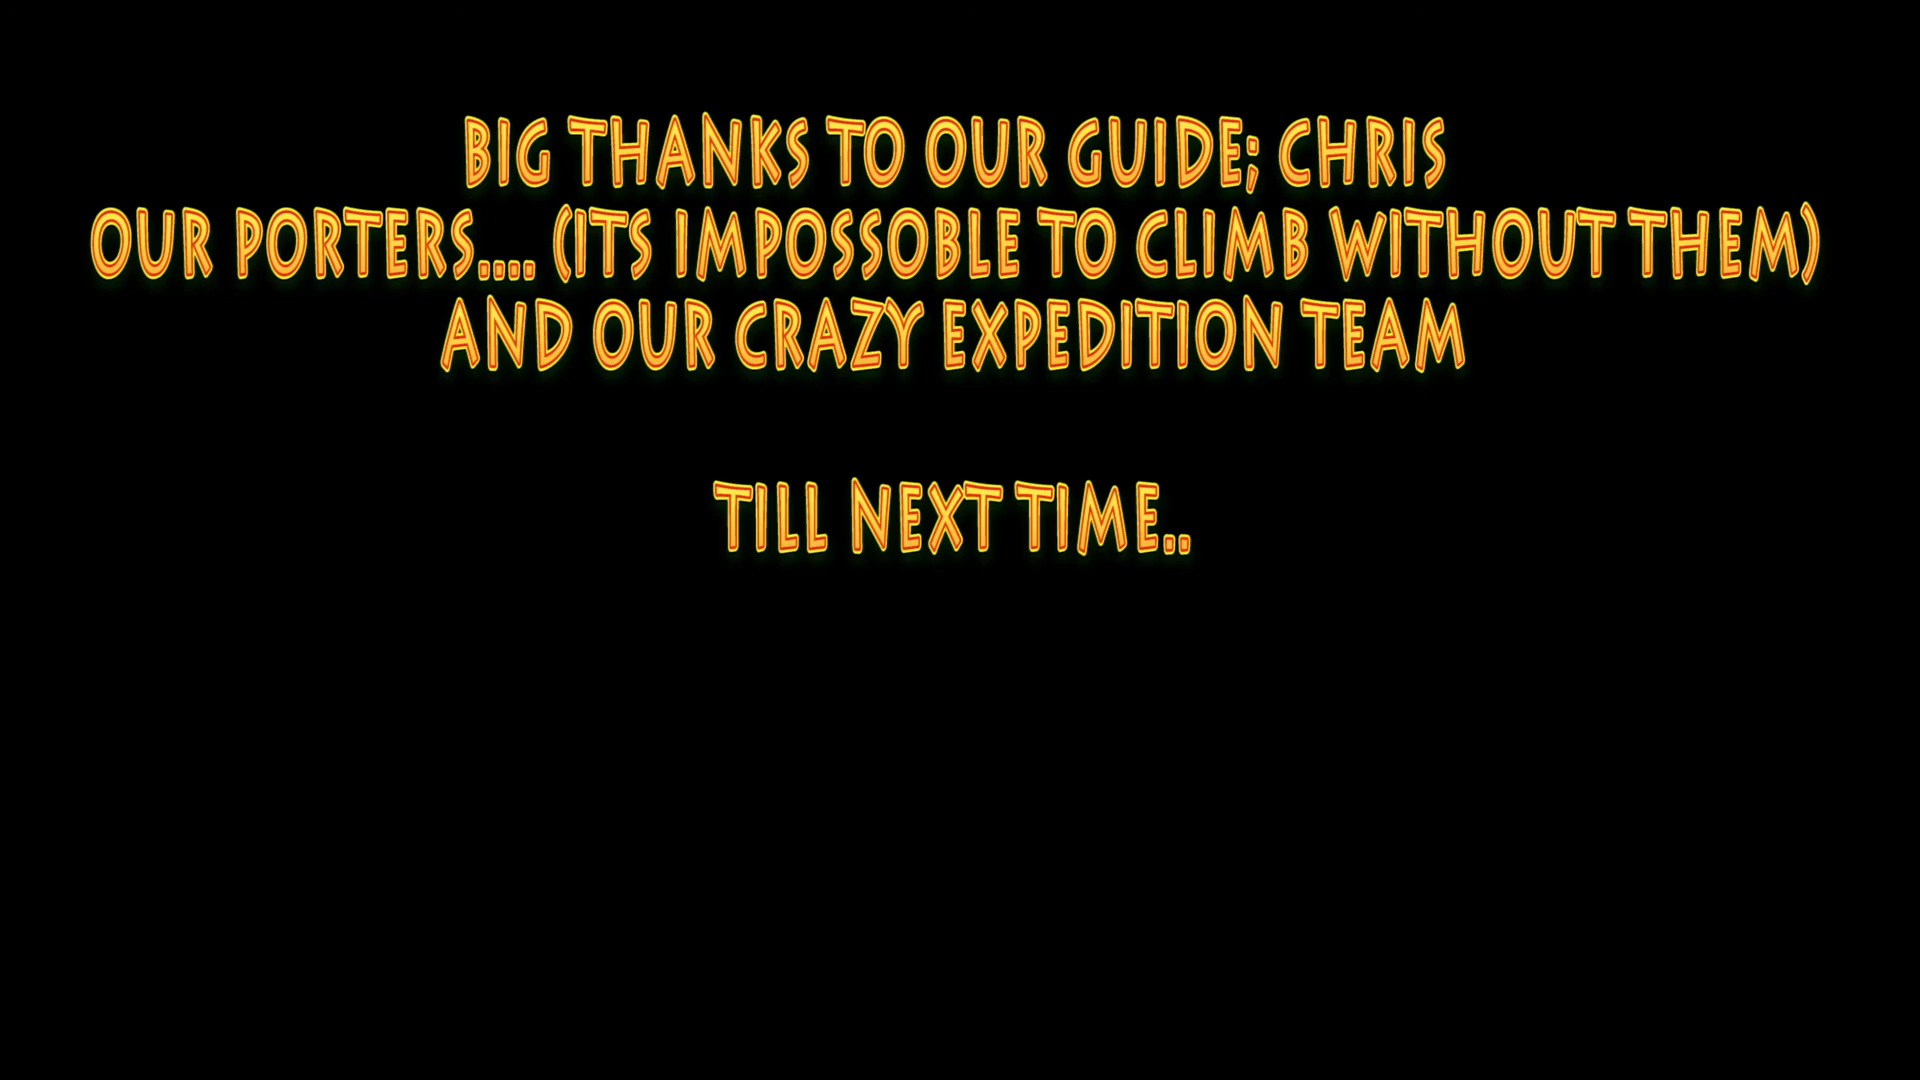 BIG THANKS TO OUR GUIDE; CHRIS
OUR PORTERS.... (ITS IMPOSSOBLE TO CLIMB WITHOUT THEM)
AND OUR CRAZY EXPEDITION TEAM
TILL NEXT TIME..